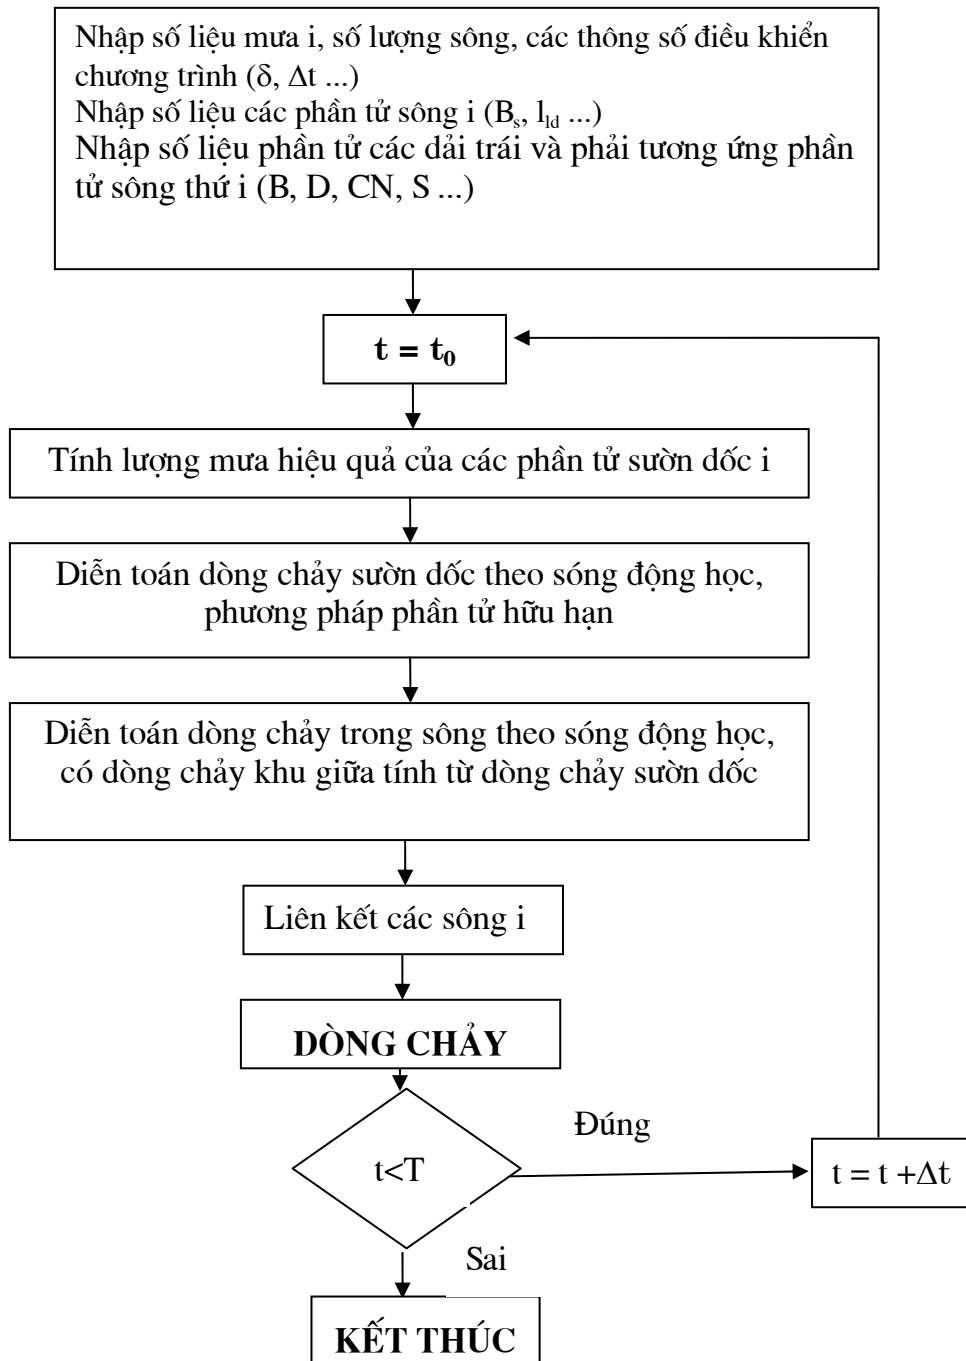 Nhập số liệu mưa i, số lượng sông, các thông số điều khiển
chương trình (δ, Δt ...)
Nhập số liệu các phần tử sông i (Bs, lld ...)
Nhập số liệu phần tử các dải trái và phải tương ứng phần
tử sông thứ i (B, D, CN, S ...)
t = t0
Tính lượng mưa hiệu quả của các phần tử sườn dốc i
Diễn toán dòng chảy sườn dốc theo sóng động học,
phương pháp phần tử hữu hạn
Diễn toán dòng chảy trong sông theo sóng động học,
có dòng chảy khu giữa tính từ dòng chảy sườn dốc
Liên kết các sông i
DÒNG CHẢY
Đúng
t<T
t = t +Δt
Sai
KẾT THÚC